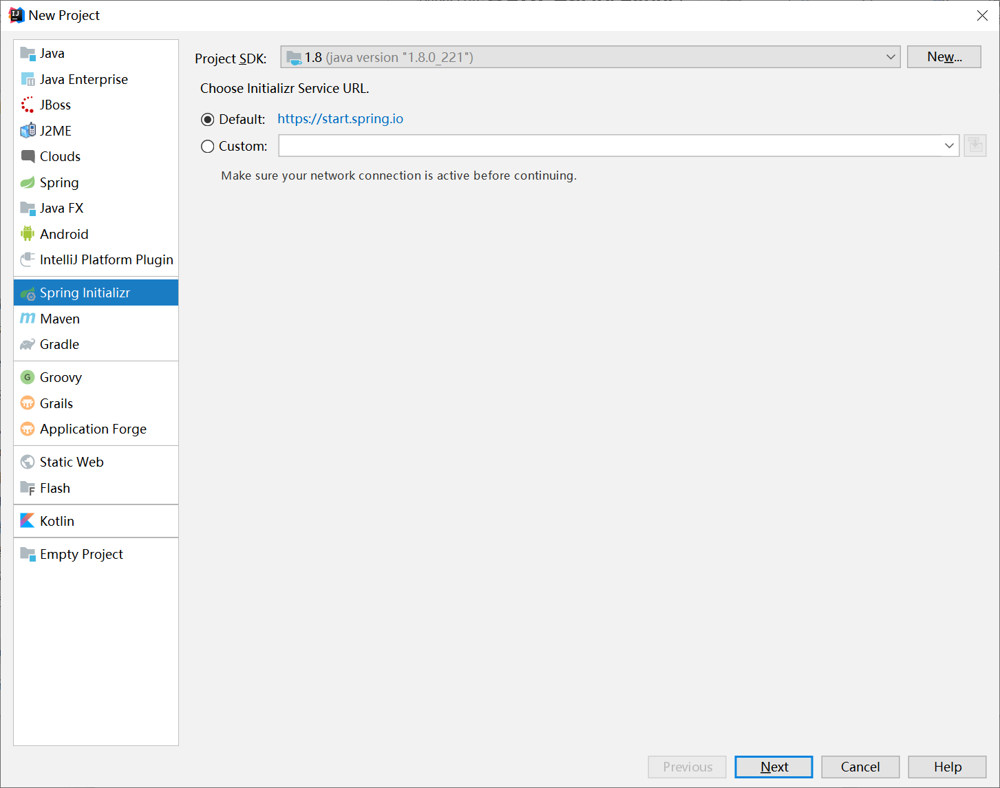 New Project
Java
Java Enterprise
JBoss
J2ME
Clouds
Spring
Java FX
Android
IntelliJ Platform Plugin
Spring Initializr
Maven
Gradle
Groovy
Grails
Application Forge
Static Web
Flash
Kotlin
Empty Project
Project SDK: 1.8 (java version "1.8.0_221") New...
Choose Initializr Service URL.
Default: https://start.spring.io
Custom:
Make sure your network connection is active before continuing.
Previous Next Cancel Help